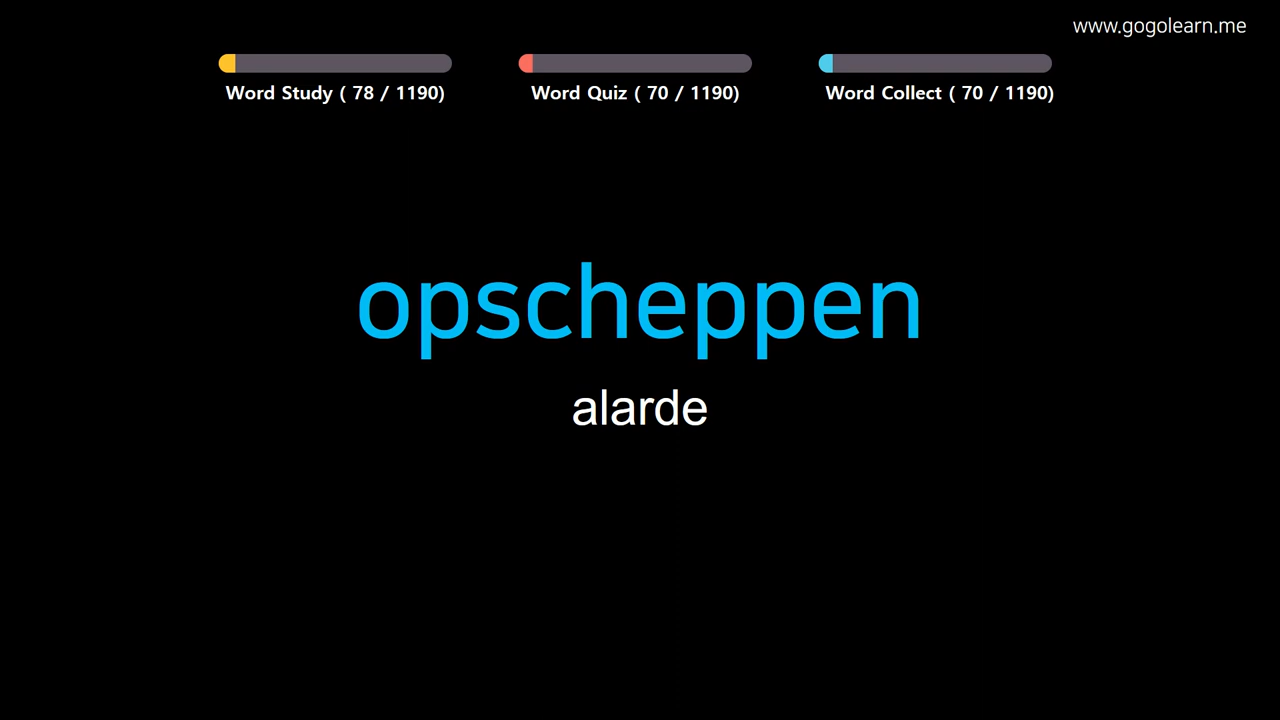 www.gogolearn.me
Word Study ( 78 / 1190)
Word Quiz ( 70 / 1190)
Word Collect ( 70 / 1190)
opscheppen
alarde